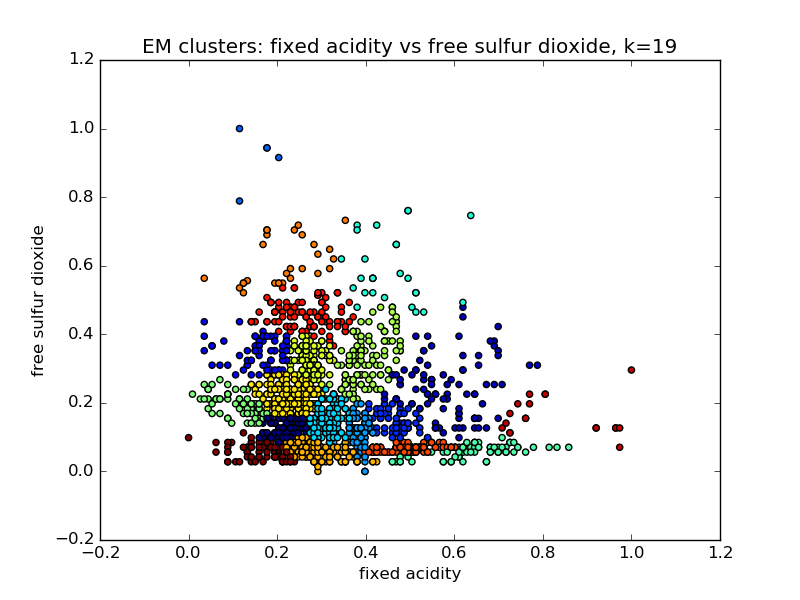 EM clusters: fixed acidity vs free sulfur dioxide, k=19
1.2
1.0
0.8
0.6
0.4
0.2
0.0
−0.2
free sulfur dioxide
−0.2 0.0 0.2 0.4 0.6 0.8 1.0 1.2
fixed acidity